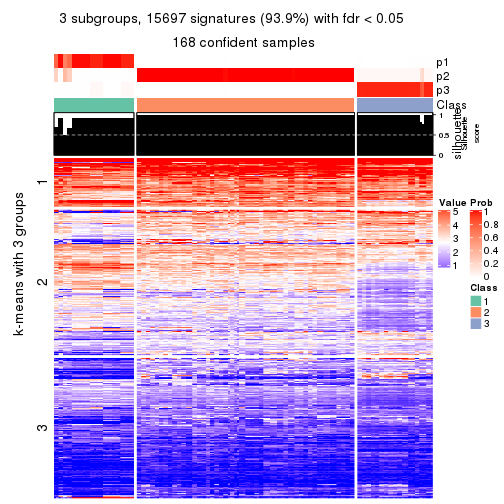 3 subgroups, 15697 signatures (93.9%) with fdr < 0.05
168 confident samples
p1
p2
p3
Class
1
0.5
0
silhouette
Silhouette
score
k-means with 3 groups
1
2
3
Value
5
4
3
2
1
Prob
1
0.8
0.6
0.4
0.2
0
Class
1
2
3